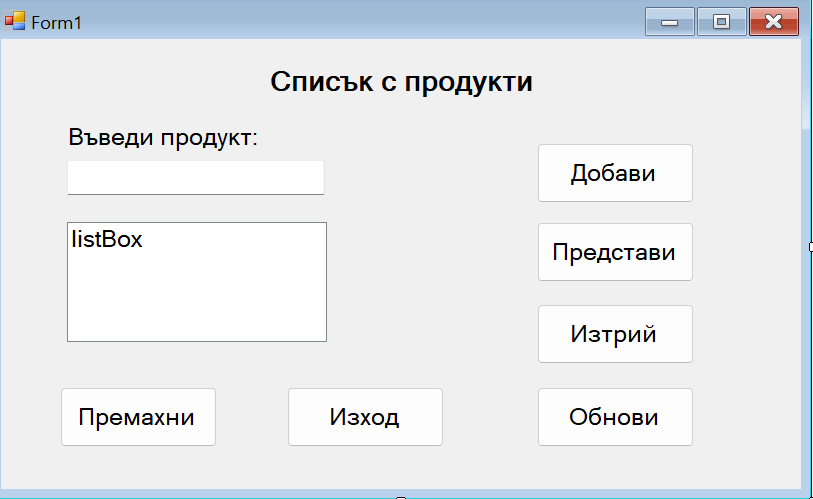 Form1
Списък с продукти
Въведи продукт:
Добави
listBox
Представи
Изтрий
Премахни
Изход
Обнови